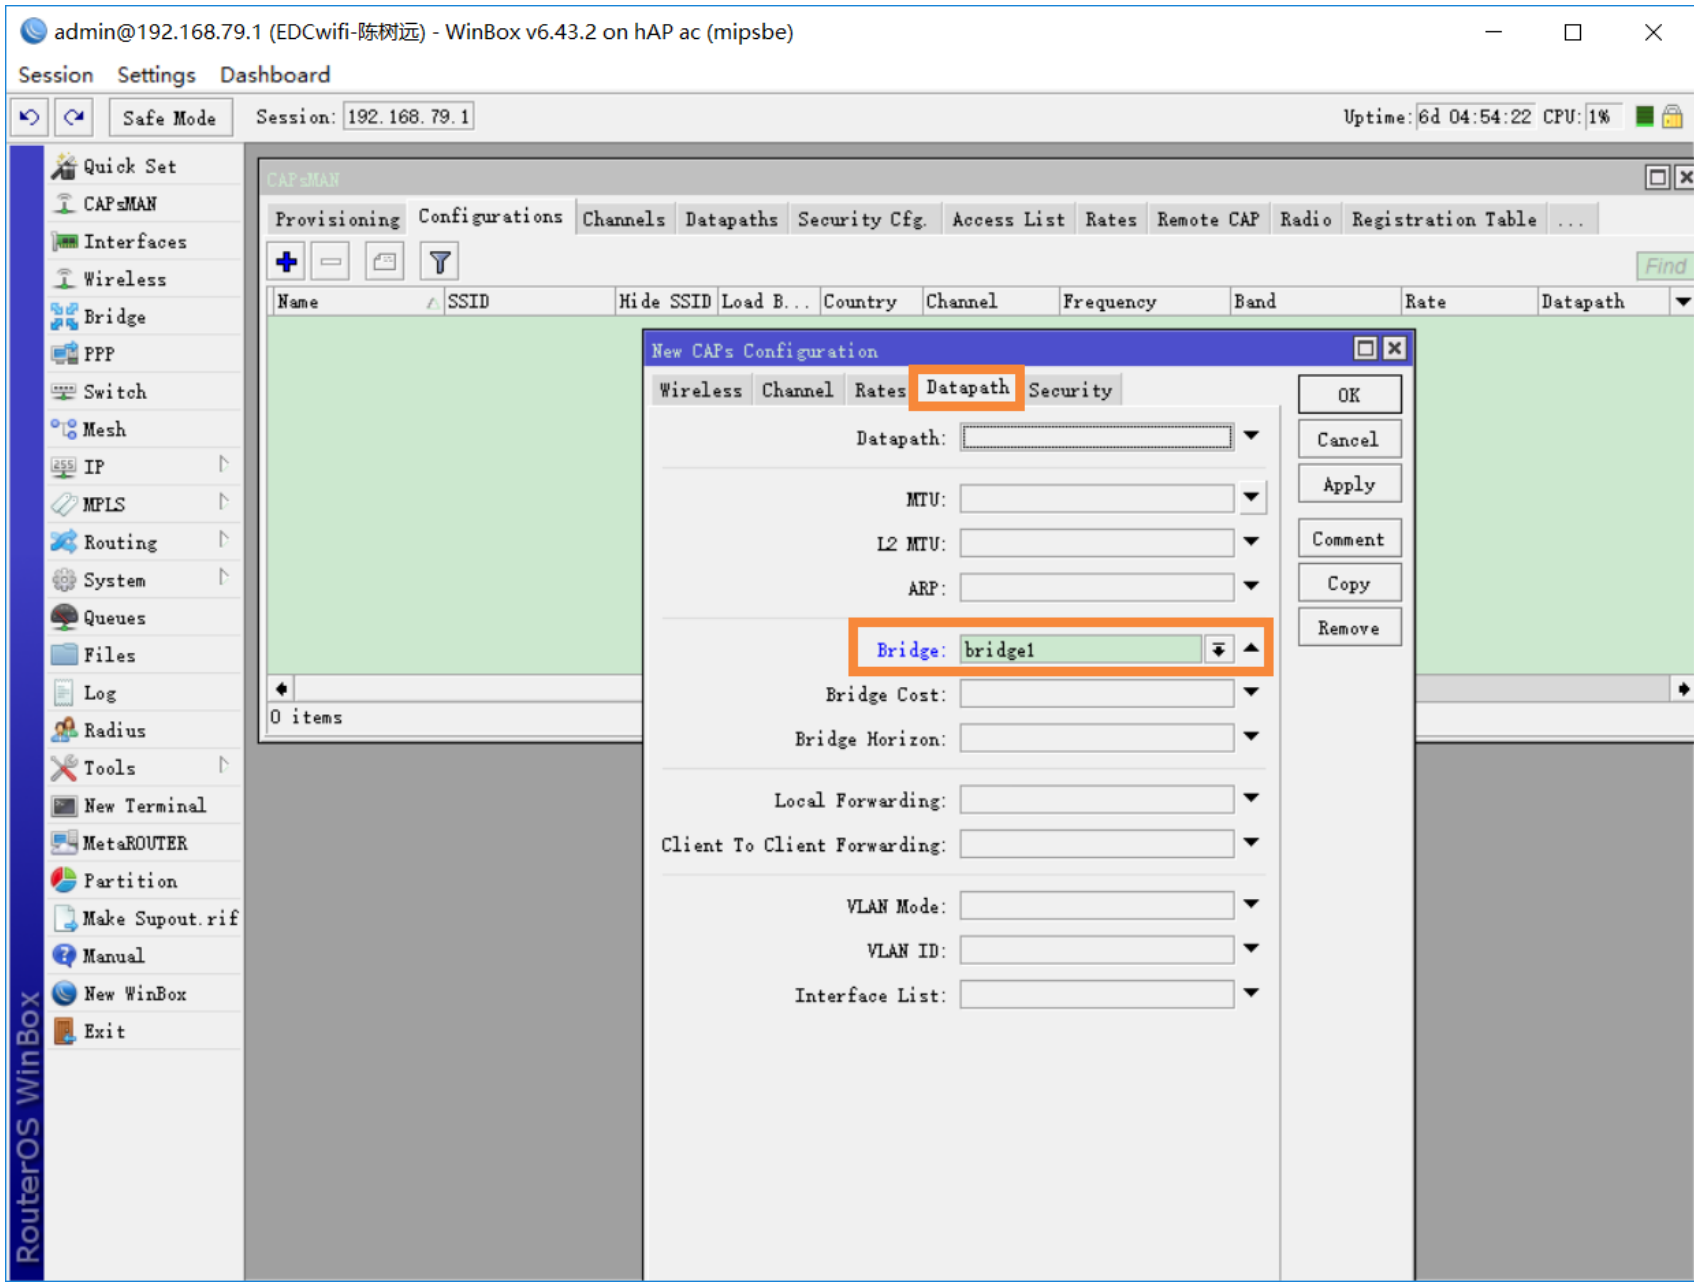 admin@192.168.79.1 (EDCwifi-陈树远) - WinBox v6.43.2 on hAP ac (mipsbe)
Session Settings Dashboard
Safe Mode Session: 192.168.79.1 Uptime: 6d 04:54:22 CPU: 1%
Quick Set
CAPsMAN
Interfaces
Wireless
Bridge
PPP
Switch
Mesh
IP
MPLS
Routing
System
Queues
Files
Log
Radius
Tools
New Terminal
MetaROUTER
Partition
Make Supout.rif
Manual
New WinBox
Exit
RouterOS WinBox
CAPsMAN
Provisioning Configurations Channels Datapaths Security Cfg. Access List Rates Remote CAP Radio Registration Table ...
Find
Name SSID Hide SSID Load B... Country Channel Frequency Band Rate Datapath
0 items
New CAPs Configuration
Wireless Channel Rates Datapath Security
Datapath:
MTU:
L2 MTU:
ARP:
Bridge: bridge1
Bridge Cost:
Bridge Horizon:
Local Forwarding:
Client To Client Forwarding:
VLAN Mode:
VLAN ID:
Interface List:
OK
Cancel
Apply
Comment
Copy
Remove